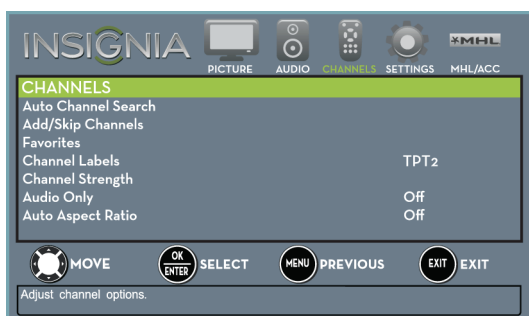 INSIGNIA
PICTURE AUDIO CHANNELS SETTINGS MHL/ACC
MHL
CHANNELS
Auto Channel Search
Add/Skip Channels
Favorites
Channel Labels TPT2
Channel Strength
Audio Only Off
Auto Aspect Ratio Off
MOVE OK ENTER SELECT MENU PREVIOUS EXIT EXIT
Adjust channel options.